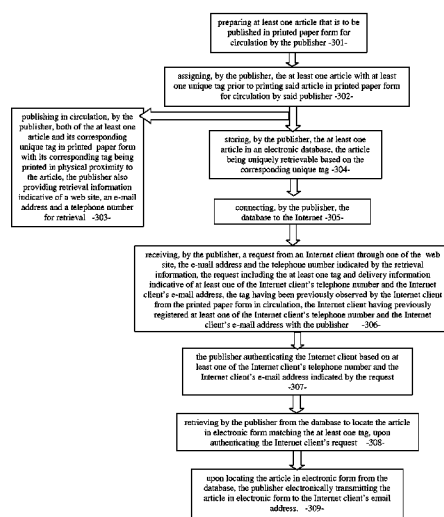 preparing at least one article that is to be
published in printed paper form for
circulation by the publisher
-301-
assigning, by the publisher, the at least one article with at least
one unique tag prior to printing said article in printed paper form
for circulation by said publisher -302-
publishing in circulation, by the
publisher, both of the at least one
article and its corresponding
unique tag in printed paper form
with its corresponding tag being
printed in physical proximity to
the article, the publisher also
providing retrieval information
indicative of a web site, an e-mail
address and a telephone number
for retrieval -303-
storing, by the publisher, the at least one
article in an electronic database, the article
being uniquely retrievable based on the
corresponding unique tag -304-
connecting, by the publisher, the
database to the Internet -305-
receiving, by the publisher, a request from an Internet client through one of the web
site, the e-mail address and the telephone number indicated by the retrieval
information, the request including the at least one tag and delivery information
indicative of at least one of the Internet client's telephone number and the Internet
client's e-mail address, the tag having been previously observed by the Internet client
from the printed paper form in circulation, the Internet client having previously
registered at least one of the Internet client's telephone number and the Internet
client's e-mail address with the publisher -306-
the publisher authenticating the Internet client based on at
least one of the Internet client's telephone number and the
Internet client's e-mail address indicated by the request
-307-
retrieving by the publisher from the database to locate the article
in electronic form matching the at least one tag, upon
authenticating the Internet client's request -308-
upon locating the article in electronic form from the
database, the publisher electronically transmitting the
article in electronic form to the Internet client's email
address. -309-